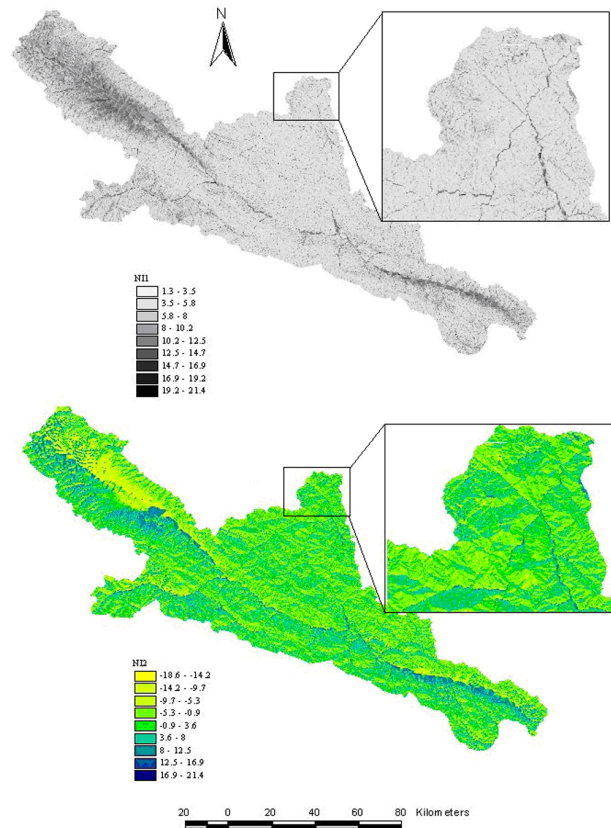 N
NI1
1.3 - 3.5
3.5 - 5.8
5.8 - 8
8 - 10.2
10.2 - 12.5
12.5 - 14.7
14.7 - 16.9
16.9 - 19.2
19.2 - 21.4
NI2
-18.6 - -14.2
-14.2 - -9.7
-9.7 - -5.3
-5.3 - -0.9
-0.9 - 3.6
3.6 - 8
8 - 12.5
12.5 - 16.9
16.9 - 21.4
20 0 20 40 60 80 Kilometers